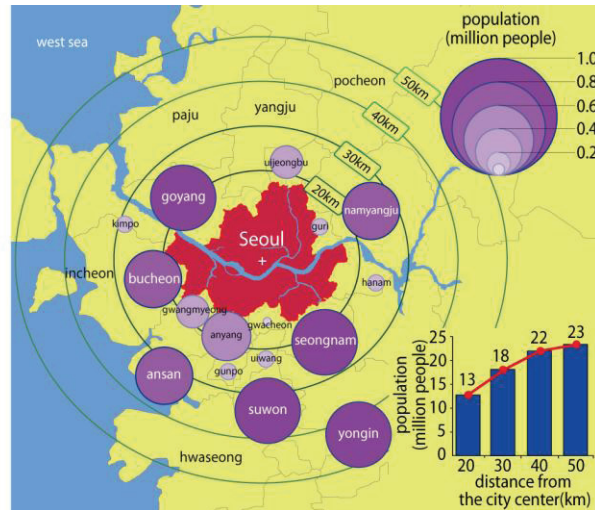 west sea
population
(million people)
1.0
0.8
0.6
0.4
0.2
50km
40km
30km
20km
pocheon
paju
yangju
uijeongbu
goyang
namyangju
kimpo
guri
Seoul
+
incheon
bucheon
hanam
gwangmyeong
gwacheon
anyang
seongnam
uiwang
gunpo
ansan
suwon
yongin
hwaseong
population
(million people)
25
20
15
10
5
0
13
18
22
23
20
30
40
50
distance from
the city center(km)